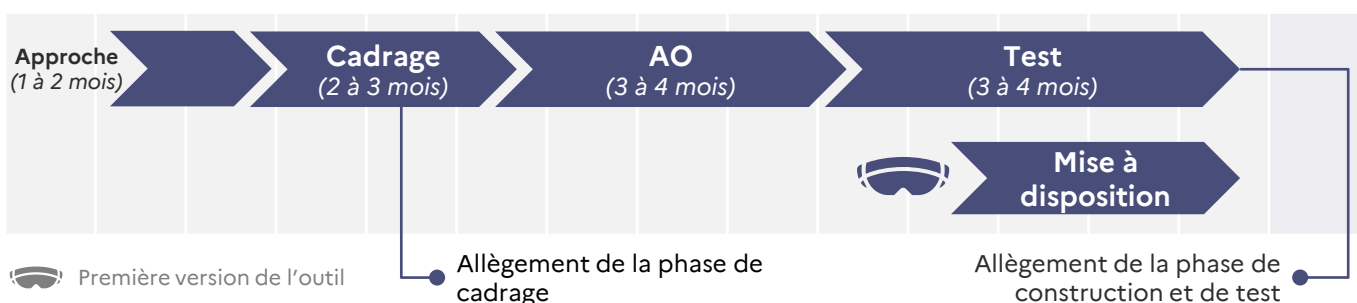 Approche
(1 à 2 mois)
Cadrage
(2 à 3 mois)
AO
(3 à 4 mois)
Test
(3 à 4 mois)
Mise à
disposition
Première version de l'outil
Allègement de la phase de
cadrage
Allègement de la phase de
construction et de test